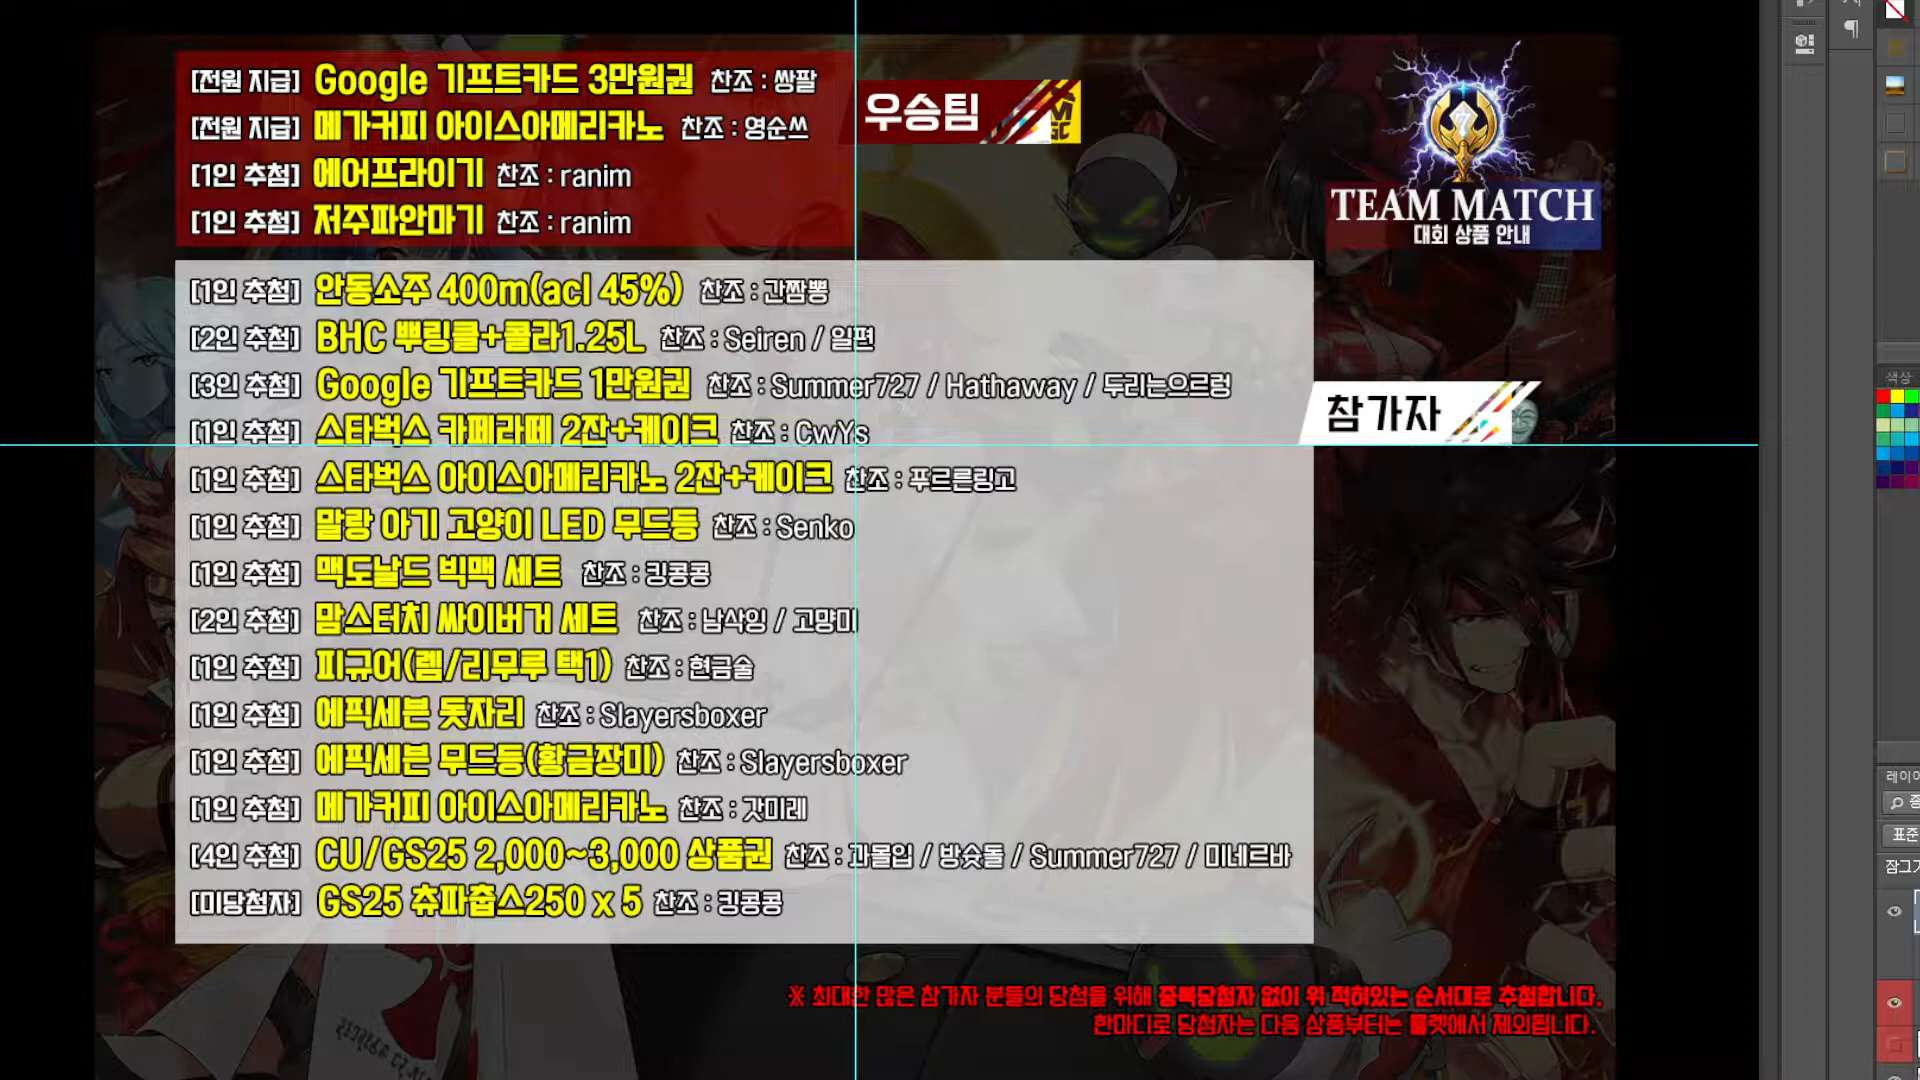 [전원 지급] Google 기프트카드 3만원권 찬조 : 쌍팔
[전원 지급] 메가커피 아이스아메리카노 찬조 : 영순쓰
[1인 추첨] 에어프라이기 찬조 : ranim
[1인 추첨] 저주파안마기 찬조 : ranim
우승팀
TEAM MATCH
대회 상품 안내
[1인 추첨] 안동소주 400m(acl 45%) 찬조 : 간짬뽕
[2인 추첨] BHC 뿌링클+콜라1.25L 찬조 : Seiren / 일편
[3인 추첨] Google 기프트카드 1만원권 찬조 : Summer727 / Hathaway / 두리는으르렁
참가자
[1인 추첨] 스타벅스 카페라떼 2잔+케이크 찬조 : CwYs
[1인 추첨] 스타벅스 아이스아메리카노 2잔+케이크 찬조 : 푸르른링고
[1인 추첨] 말랑 아기 고양이 LED 무드등 찬조 : Senko
[1인 추첨] 맥도날드 빅맥 세트 찬조 : 킹콩콩
[2인 추첨] 맘스터치 싸이버거 세트 찬조 : 남삭잉 / 고먐미
[1인 추첨] 피규어(렘/리무루 택1) 찬조 : 현금술
[1인 추첨] 에픽세븐 돗자리 찬조 : Slayersboxer
[1인 추첨] 에픽세븐 무드등(황금장미) 찬조 : Slayersboxer
[1인 추첨] 메가커피 아이스아메리카노 찬조 : 갓미레
[4인 추첨] CU/GS25 2,000~3,000 상품권 찬조 : 과몰입 / 방슛돌 / Summer727 / 미네르바
[미당첨자] GS25 츄파춥스250 x 5 찬조 : 킹콩콩
※ 최대한 많은 참가자 분들의 당첨을 위해 중복당첨자 없이 위 적혀있는 순서대로 추첨합니다.
한마디로 당첨자는 다음 상품부터는 룰렛에서 제외됩니다.
색상
표준